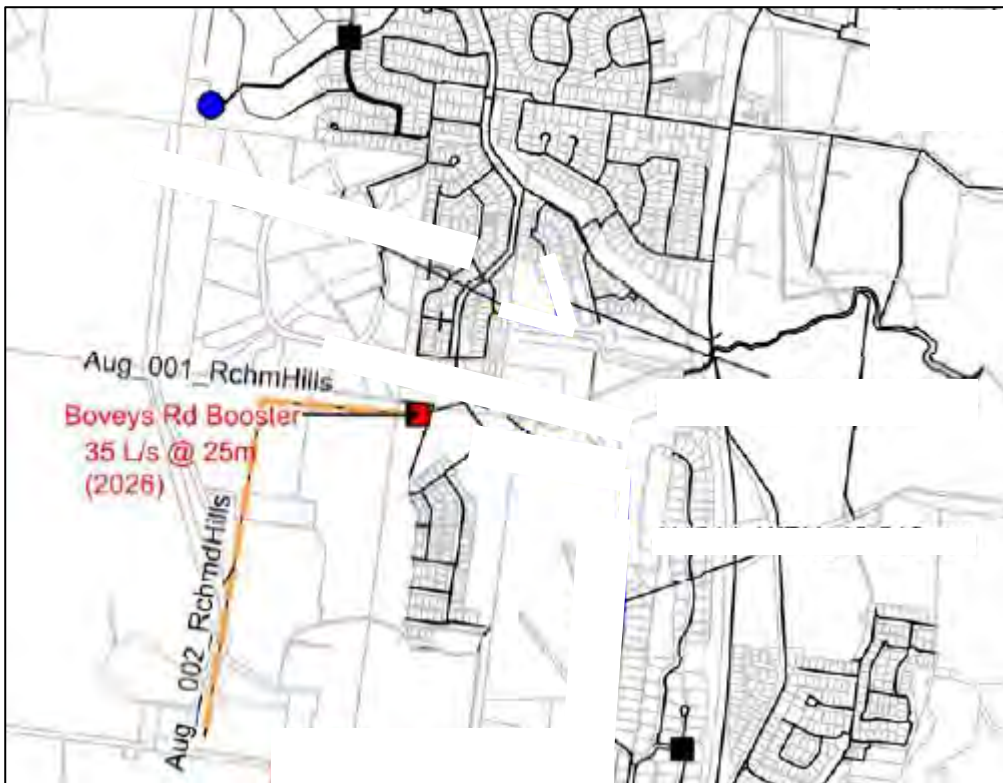 Aug_001_RchmHills
Boveys Rd Booster
35 L/s @ 25m
(2026)
Aug_002_RchmdHills